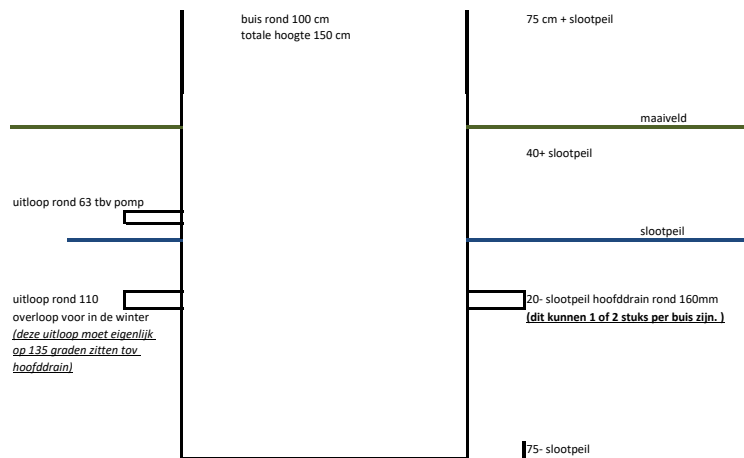 buis rond 100 cm
totale hoogte 150 cm
75 cm + slootpeil
maaiveld
40+ slootpeil
uitloop rond 63 tbv pomp
slootpeil
uitloop rond 110
overloop voor in de winter
(deze uitloop moet eigenlijk
op 135 graden zitten tov
hoofddrain)
20- slootpeil hoofddrain rond 160mm
(dit kunnen 1 of 2 stuks per buis zijn. )
75- slootpeil